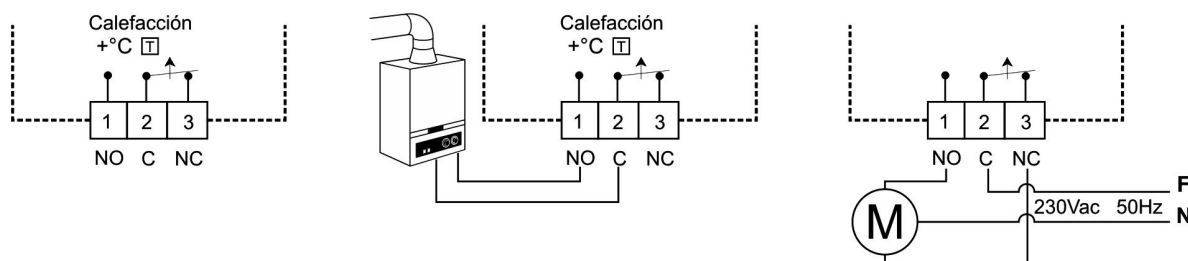 Calefacción
+°C T
1 2 3
NO C NC
Calefacción
+°C T
1 2 3
NO C NC
1 2 3
NO C NC
F
230Vac 50Hz
N
M